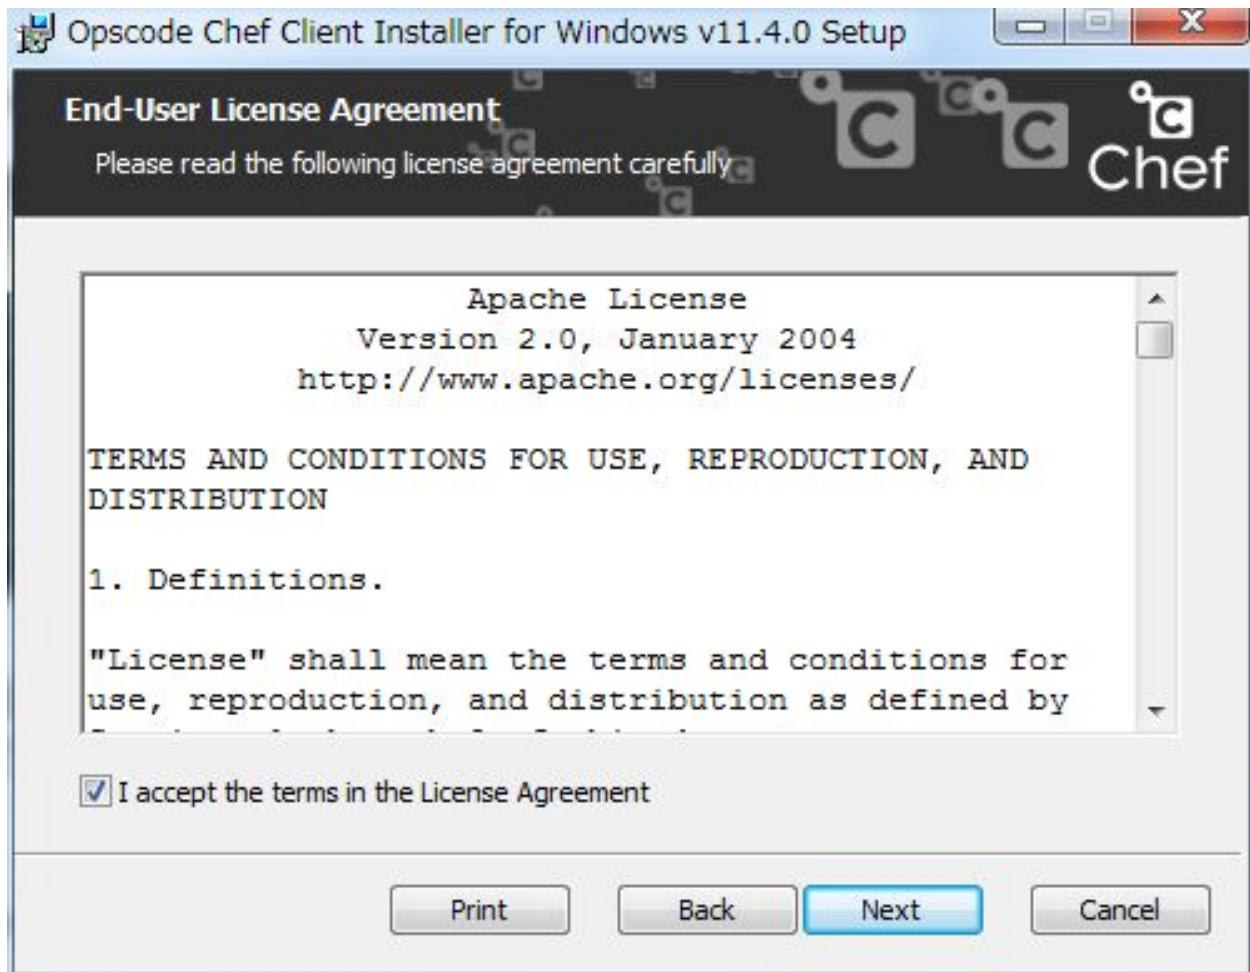 Opscode Chef Client Installer for Windows v11.4.0 Setup
End-User License Agreement
Please read the following license agreement carefully
Chef
Apache License
Version 2.0, January 2004
http://www.apache.org/licenses/
TERMS AND CONDITIONS FOR USE, REPRODUCTION, AND
DISTRIBUTION
1. Definitions.
"License" shall mean the terms and conditions for
use, reproduction, and distribution as defined by
I accept the terms in the License Agreement
Print
Back
Next
Cancel